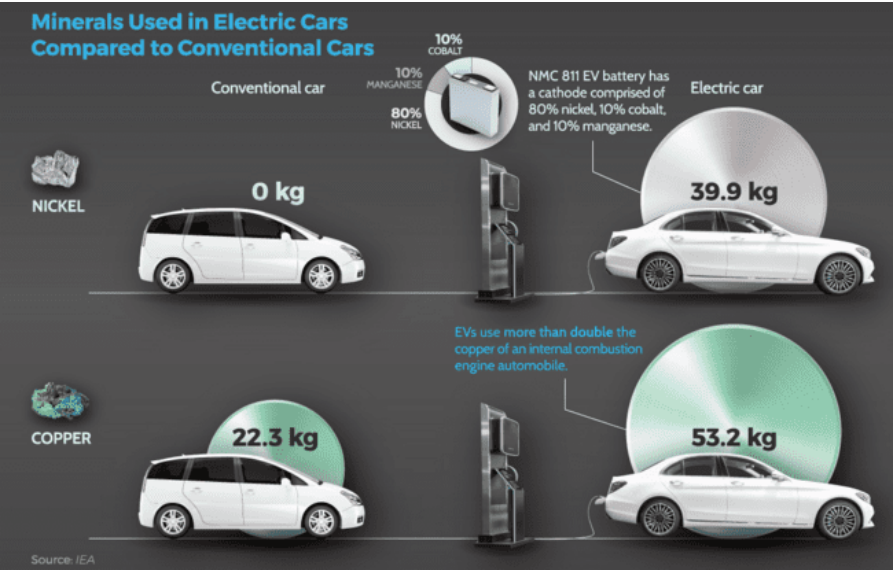 Minerals Used in Electric Cars
Compared to Conventional Cars
Conventional car
10%
COBALT
10%
MANGANESE
80%
NICKEL
NMC 811 EV battery has
a cathode comprised of
80% nickel, 10% cobalt,
and 10% manganese.
Electric car
NICKEL
0 kg
39.9 kg
EVs use more than double the
copper of an internal combustion
engine automobile.
COPPER
22.3 kg
53.2 kg
Source: IEA